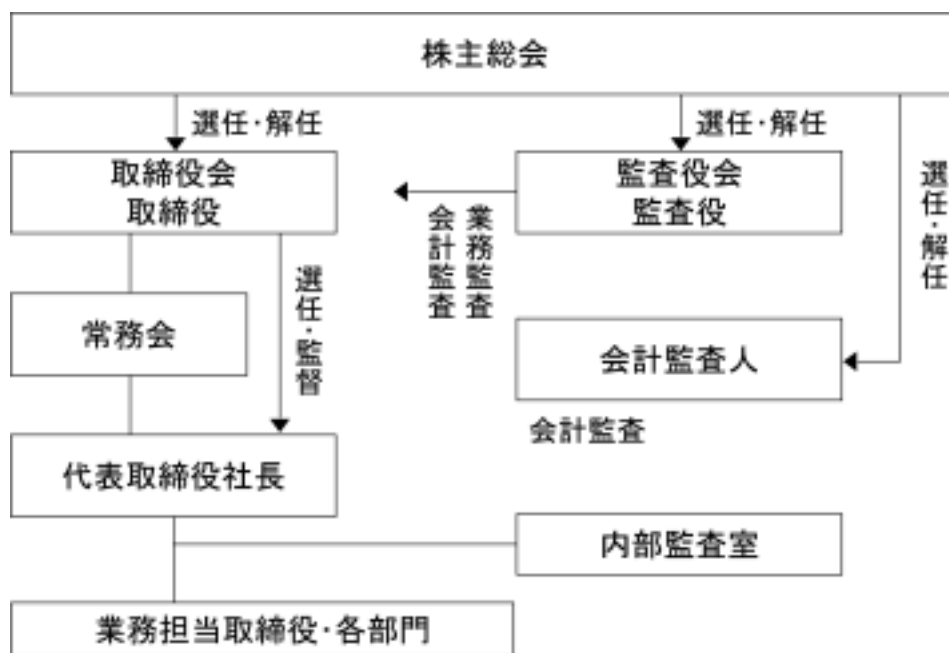 株主総会
選任・解任
選任・解任
選任・解任
取締役会
取締役
監査役会
監査役
業務監査
会計監査
選任・監督
常務会
会計監査人
会計監査
代表取締役社長
内部監査室
業務担当取締役・各部門